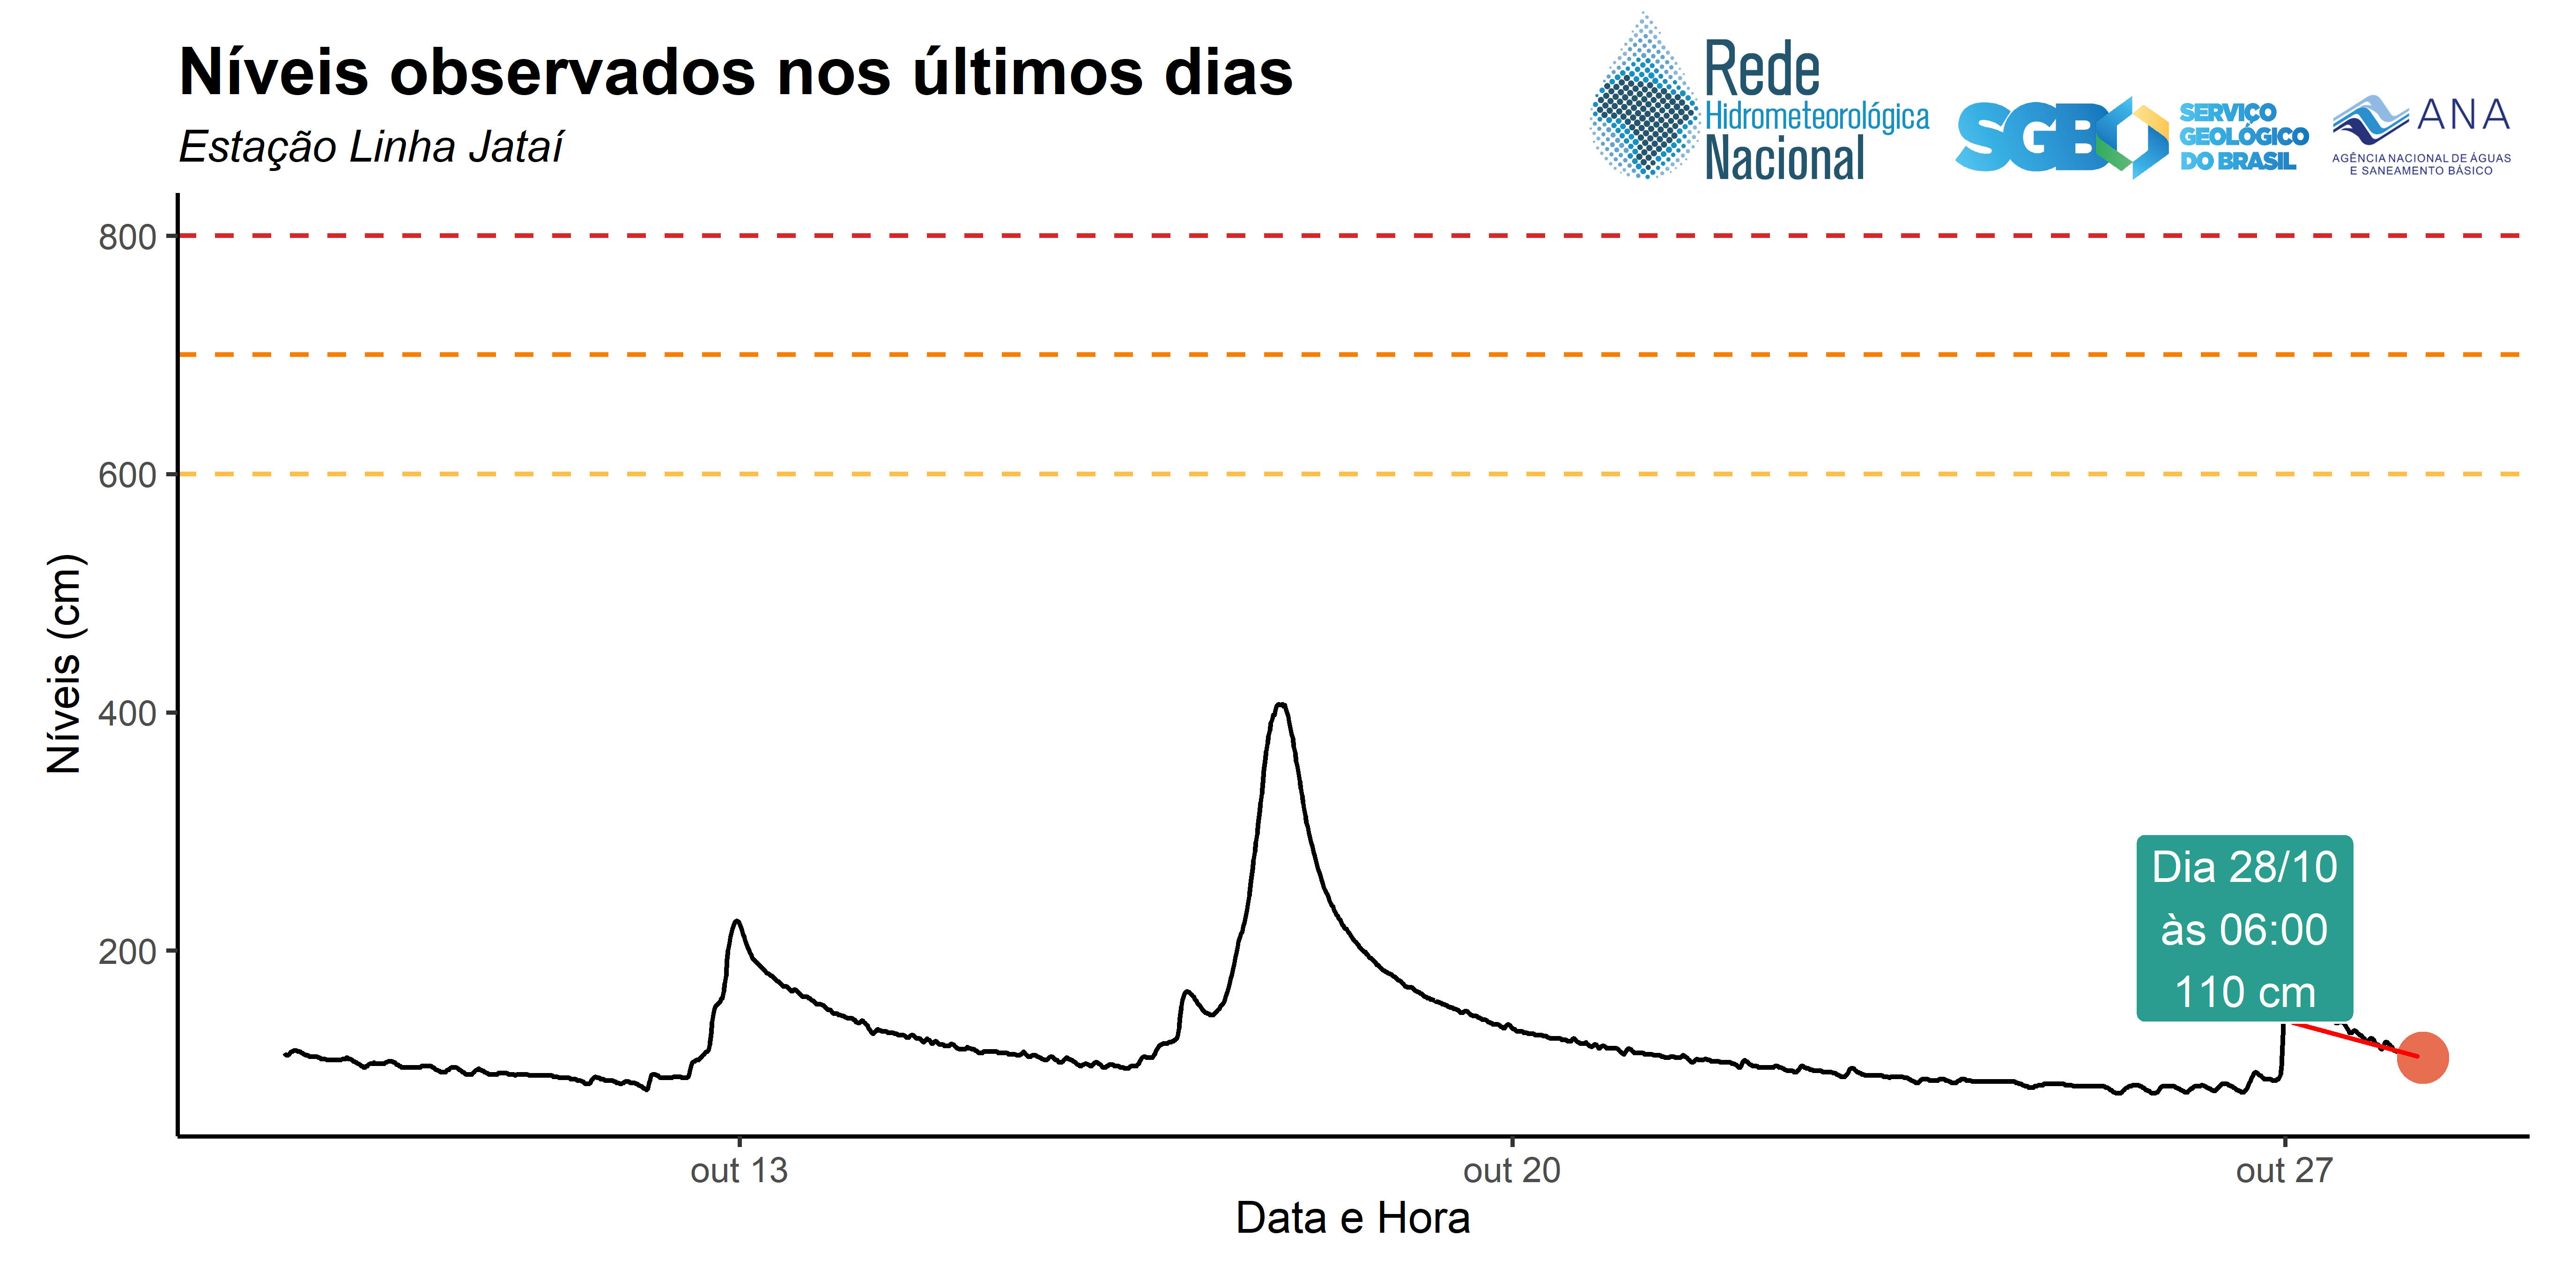 Níveis observados nos últimos dias
Estação Linha Jataí
Rede
Hidrometeorológica
Nacional
SGB
SERVIÇO
GEOLÓGICO
DO BRASIL
ANA
AGÊNCIA NACIONAL DE ÁGUAS
E SANEAMENTO BÁSICO
Níveis (cm)
800
600
400
200
Dia 28/10
às 06:00
110 cm
out 13
out 20
out 27
Data e Hora